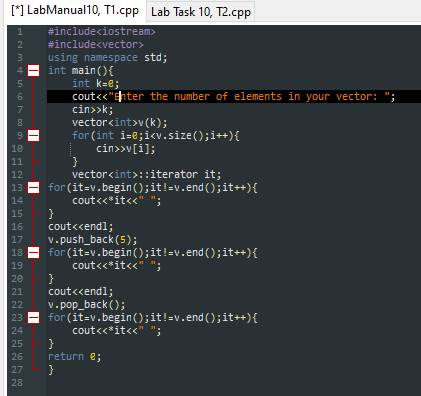 [*] LabManual10, T1.cpp Lab Task 10, T2.cpp
1 #include<iostream>
2 #include<vector>
3 using namespace std;
4 int main(){
5 int k=0;
6 cout<<"Enter the number of elements in your vector: ";
7 cin>>k;
8 vector<int>v(k);
9 for(int i=0;i<v.size();i++){
10 cin>>v[i];
11 }
12 vector<int>::iterator it;
13 for(it=v.begin();it!=v.end();it++){
14 cout<<*it<<" ";
15 }
16 cout<<endl;
17 v.push_back(5);
18 for(it=v.begin();it!=v.end();it++){
19 cout<<*it<<" ";
20 }
21 cout<<endl;
22 v.pop_back();
23 for(it=v.begin();it!=v.end();it++){
24 cout<<*it<<" ";
25 }
26 return 0;
27 }
28